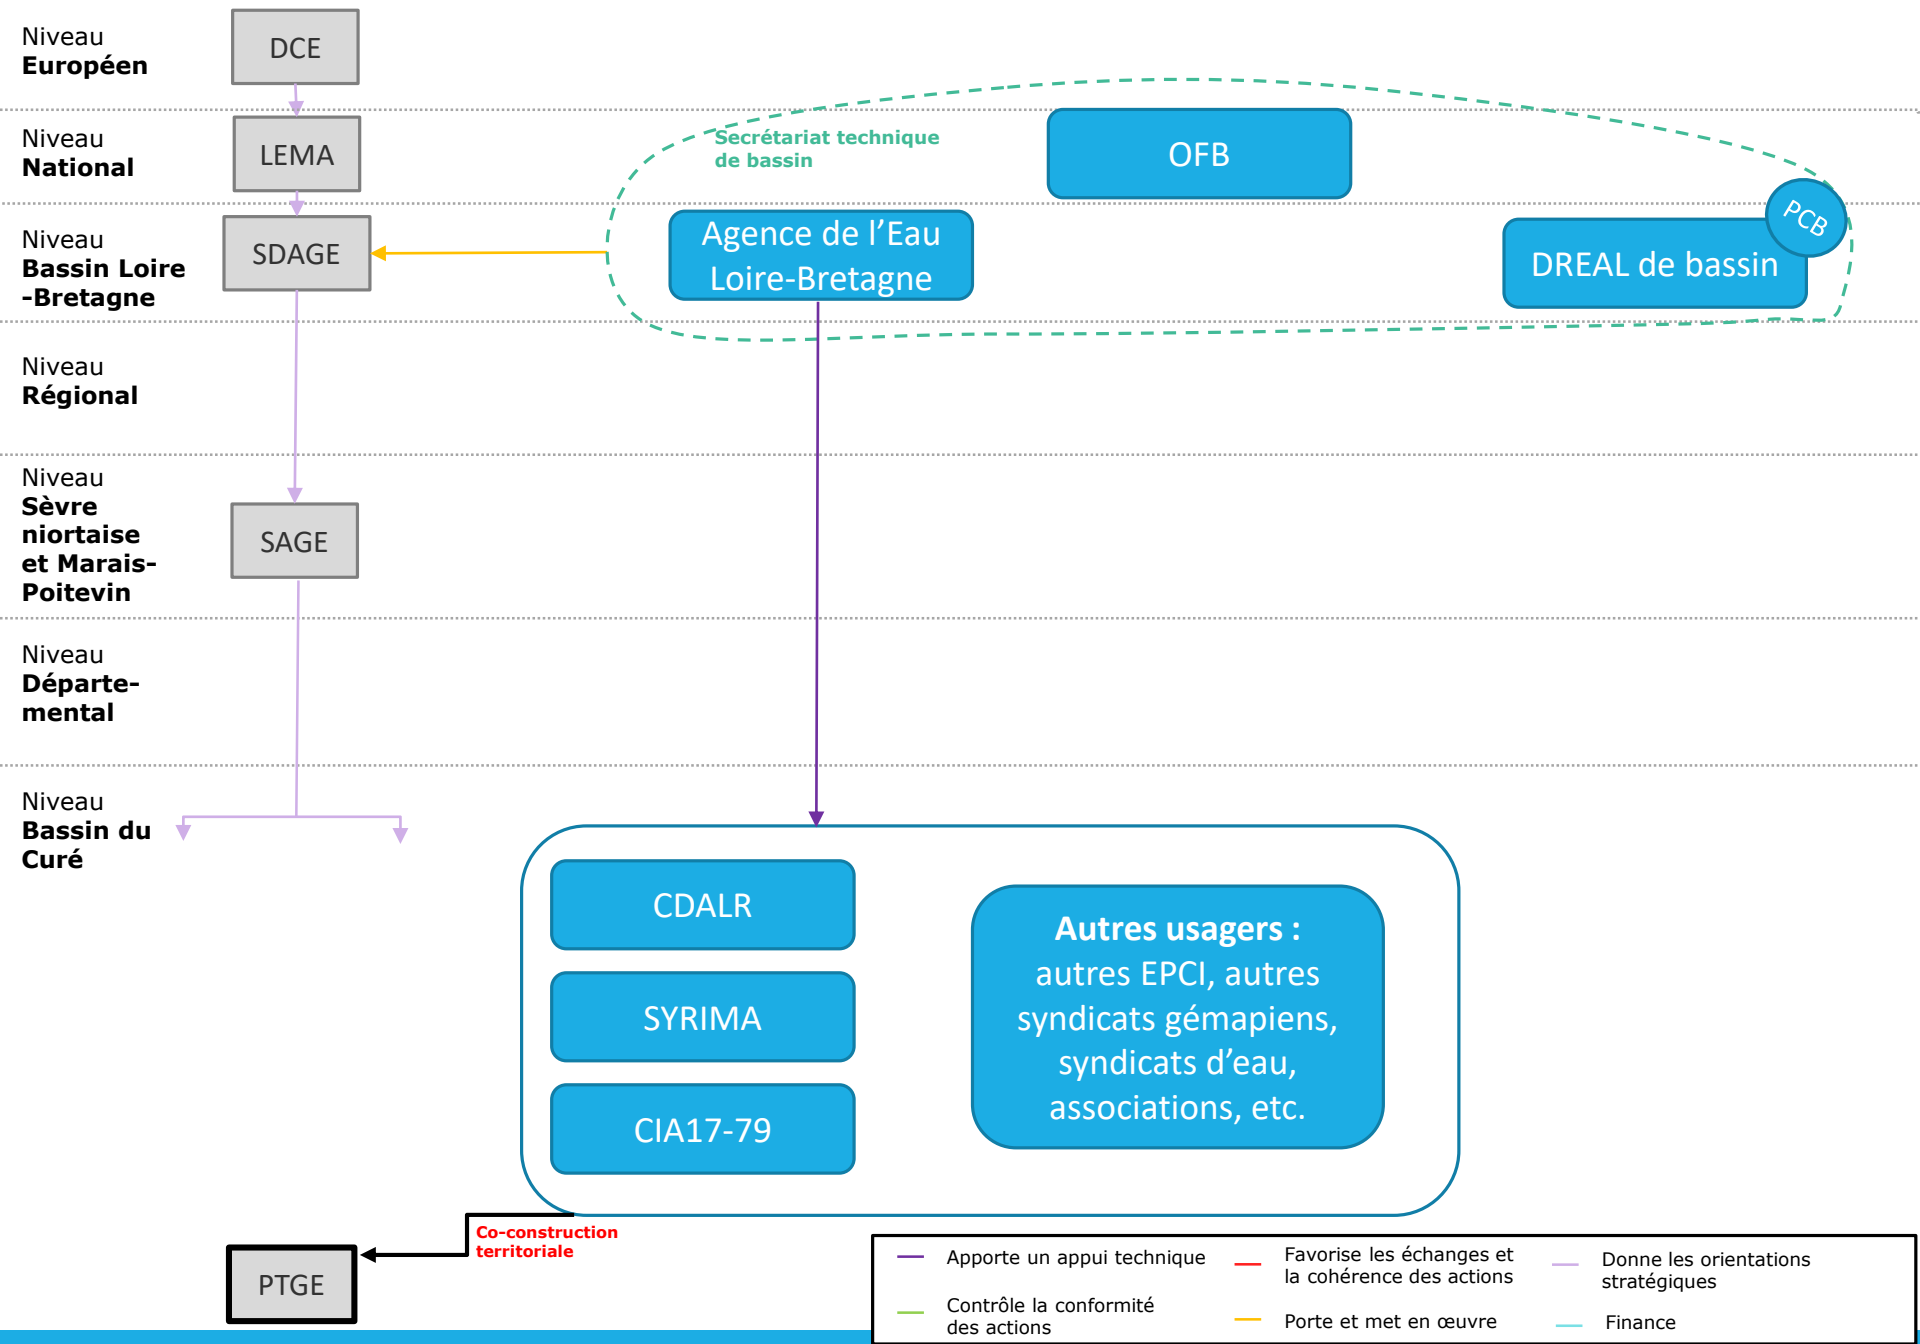 Niveau
Européen
DCE
Niveau
National
LEMA
Secrétariat technique
de bassin
OFB
Niveau
Bassin Loire
-Bretagne
SDAGE
Agence de l’Eau
Loire-Bretagne
DREAL de bassin
PCB
Niveau
Régional
Niveau
Sèvre
niortaise
et Marais-
Poitevin
SAGE
Niveau
Départe-
mental
Niveau
Bassin du
Curé
CDALR
SYRIMA
CIA17-79
Autres usagers :
autres EPCI, autres
syndicats gémapiens,
syndicats d’eau,
associations, etc.
Co-construction
territoriale
PTGE
Apporte un appui technique
Favorise les échanges et
la cohérence des actions
Donne les orientations
stratégiques
Contrôle la conformité
des actions
Porte et met en œuvre
Finance